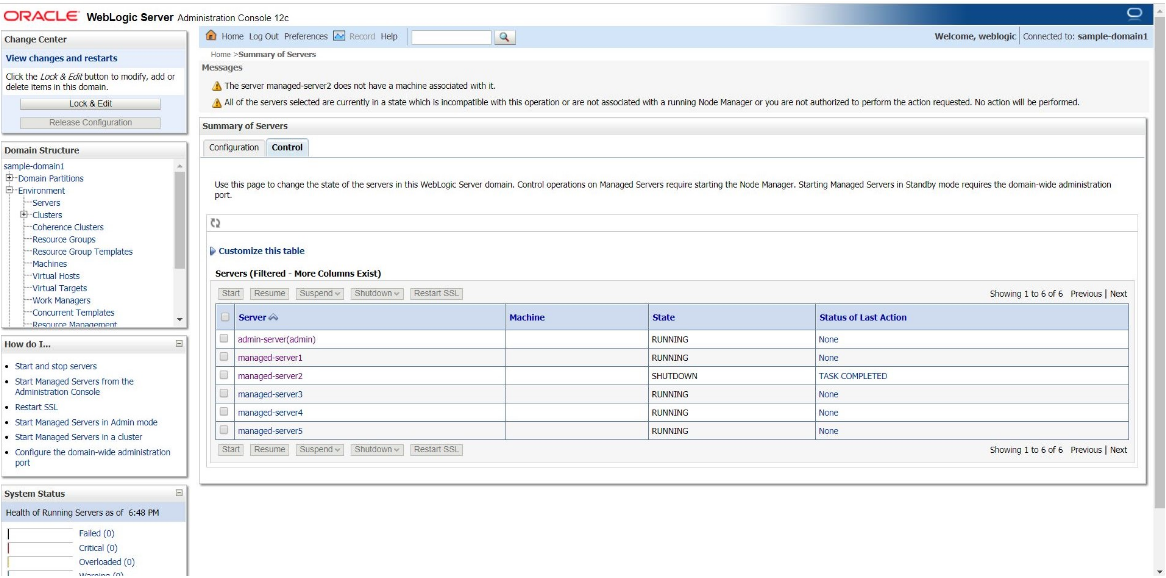 ORACLE WebLogic Server Administration Console 12c
Change Center
View changes and restarts
Click the Lock & Edit button to modify, add or
delete items in this domain.
Lock & Edit
Release Configuration
Domain Structure
sample-domain1
Domain Partitions
Environment
Servers
Clusters
Coherence Clusters
Resource Groups
Resource Group Templates
Machines
Virtual Hosts
Virtual Targets
Work Managers
Concurrent Templates
Resource Management
How do I...
Start and stop servers
Start Managed Servers from the
Administration Console
Restart SSL
Start Managed Servers in Admin mode
Start Managed Servers in a cluster
Configure the domain-wide administration
port
System Status
Health of Running Servers as of 6:48 PM
Failed (0)
Critical (0)
Overloaded (0)
Warning (0)
Home Log Out Preferences Record Help
Welcome, weblogic Connected to: sample-domain1
Home >Summary of Servers
Messages
The server managed-server2 does not have a machine associated with it.
All of the servers selected are currently in a state which is incompatible with this operation or are not associated with a running Node Manager or you are not authorized to perform the action requested. No action will be performed.
Summary of Servers
Configuration Control
Use this page to change the state of the servers in this WebLogic Server domain. Control operations on Managed Servers require starting the Node Manager. Starting Managed Servers in Standby mode requires the domain-wide administration
port.
Customize this table
Servers (Filtered - More Columns Exist)
Start Resume Suspend Shutdown Restart SSL Showing 1 to 6 of 6 Previous | Next
Server Machine State Status of Last Action
admin-server(admin) RUNNING None
managed-server1 RUNNING None
managed-server2 SHUTDOWN TASK COMPLETED
managed-server3 RUNNING None
managed-server4 RUNNING None
managed-server5 RUNNING None
Start Resume Suspend Shutdown Restart SSL Showing 1 to 6 of 6 Previous | Next